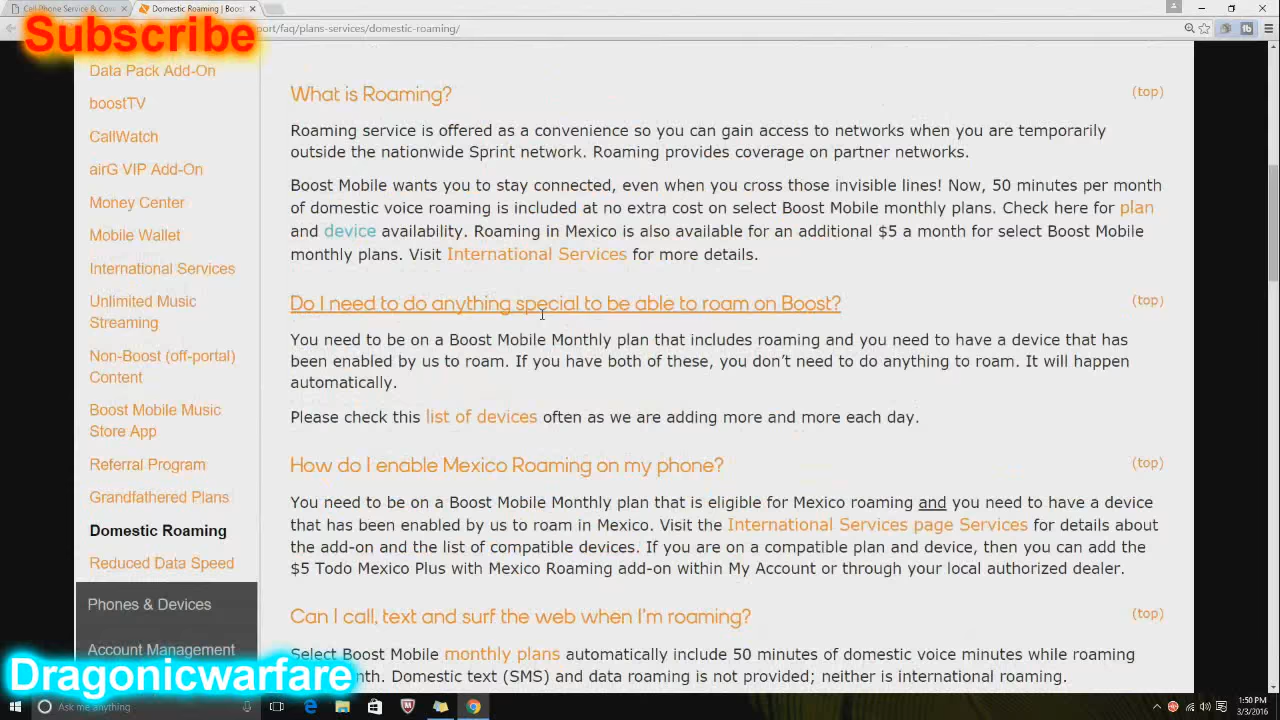 Cell Phone Service & Cov
Domestic Roaming | Boos
ort/faq/plans-services/domestic-roaming/
Subscribe
Data Pack Add-On
boostTV
CallWatch
airG VIP Add-On
Money Center
Mobile Wallet
International Services
Unlimited Music
Streaming
Non-Boost (off-portal)
Content
Boost Mobile Music
Store App
Referral Program
Grandfathered Plans
Domestic Roaming
Reduced Data Speed
Phones & Devices
Account Management
What is Roaming? (top)
Roaming service is offered as a convenience so you can gain access to networks when you are temporarily
outside the nationwide Sprint network. Roaming provides coverage on partner networks.
Boost Mobile wants you to stay connected, even when you cross those invisible lines! Now, 50 minutes per month
of domestic voice roaming is included at no extra cost on select Boost Mobile monthly plans. Check here for plan
and device availability. Roaming in Mexico is also available for an additional $5 a month for select Boost Mobile
monthly plans. Visit International Services for more details.
Do I need to do anything special to be able to roam on Boost? (top)
You need to be on a Boost Mobile Monthly plan that includes roaming and you need to have a device that has
been enabled by us to roam. If you have both of these, you don't need to do anything to roam. It will happen
automatically.
Please check this list of devices often as we are adding more and more each day.
How do I enable Mexico Roaming on my phone? (top)
You need to be on a Boost Mobile Monthly plan that is eligible for Mexico roaming and you need to have a device
that has been enabled by us to roam in Mexico. Visit the International Services page Services for details about
the add-on and the list of compatible devices. If you are on a compatible plan and device, then you can add the
$5 Todo Mexico Plus with Mexico Roaming add-on within My Account or through your local authorized dealer.
Can I call, text and surf the web when I'm roaming? (top)
Select Boost Mobile monthly plans automatically include 50 minutes of domestic voice minutes while roaming
nth. Domestic text (SMS) and data roaming is not provided; neither is international roaming.
Dragonicwarfare
Ask me anything
1:50 PM
3/3/2016